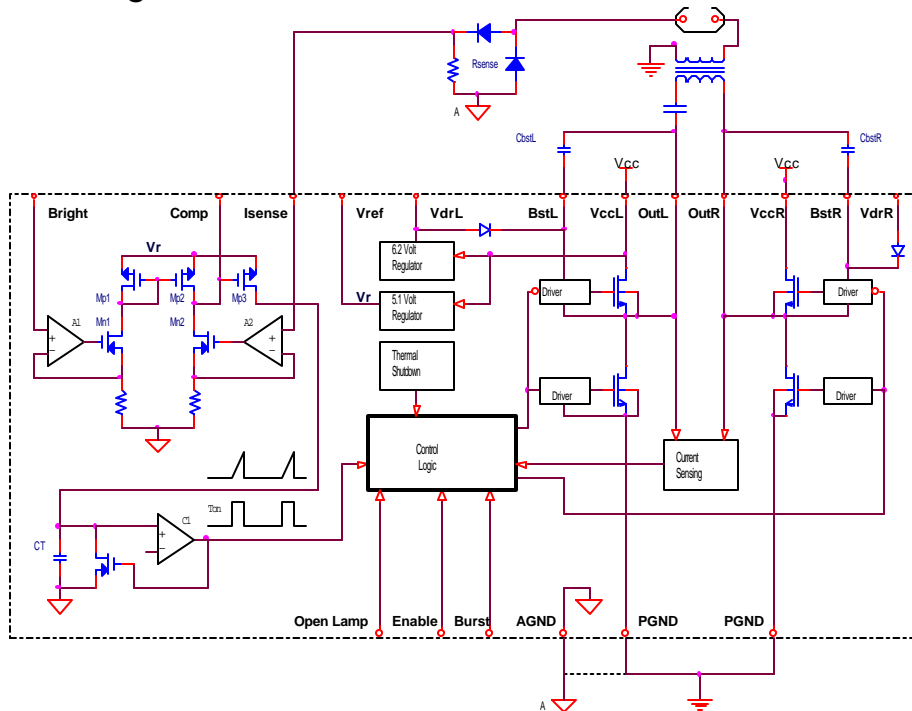 Rsense
A
CbstL
CbstR
Vcc
Vcc
Bright
Comp
Isense
Vref
VdrL
BstL
VccL
OutL
OutR
VccR
BstR
VdrR
Vr
6.2 Volt
Regulator
Mp1
Mp2
Mp3
Vr
5.1 Volt
Regulator
Driver
Driver
A1
Mn1
Mn2
A2
+
−
+
−
Thermal
Shutdown
Driver
Driver
Control
Logic
Current
Sensing
Ton
C1
+
−
CT
Open Lamp
Enable
Burst
AGND
PGND
PGND
A